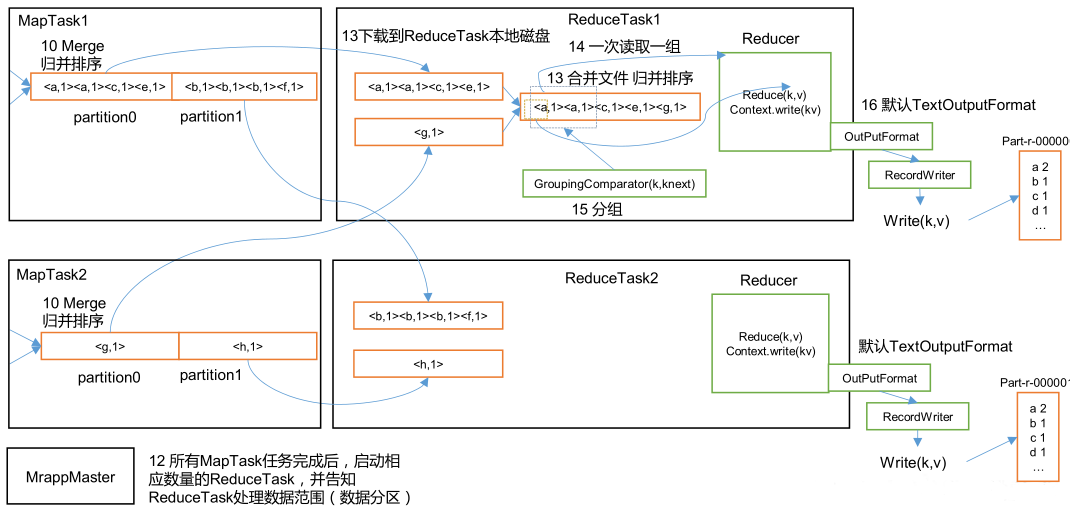 MapTask1
10 Merge
归并排序
<a,1><a,1><c,1><e,1>
<b,1><b,1><b,1><f,1>
partition0
partition1
ReduceTask1
13下载到ReduceTask本地磁盘
14 一次读取一组
Reducer
<a,1><a,1><c,1><e,1>
13 合并文件 归并排序
<a,1><a,1><c,1><e,1><g,1>
<g,1>
Reduce(k,v)
Context.write(kv)
GroupingComparator(k,knext)
15 分组
16 默认TextOutputFormat
OutPutFormat
RecordWriter
Write(k,v)
Part-r-00000
a 2
b 1
c 1
d 1
...
MapTask2
10 Merge
归并排序
<g,1>
<h,1>
partition0
partition1
ReduceTask2
<b,1><b,1><b,1><f,1>
<h,1>
Reducer
Reduce(k,v)
Context.write(kv)
默认TextOutputFormat
OutPutFormat
RecordWriter
Write(k,v)
Part-r-000001
a 2
b 1
c 1
d 1
...
MrappMaster
12 所有MapTask任务完成后，启动相
应数量的ReduceTask，并告知
ReduceTask处理数据范围（数据分区）